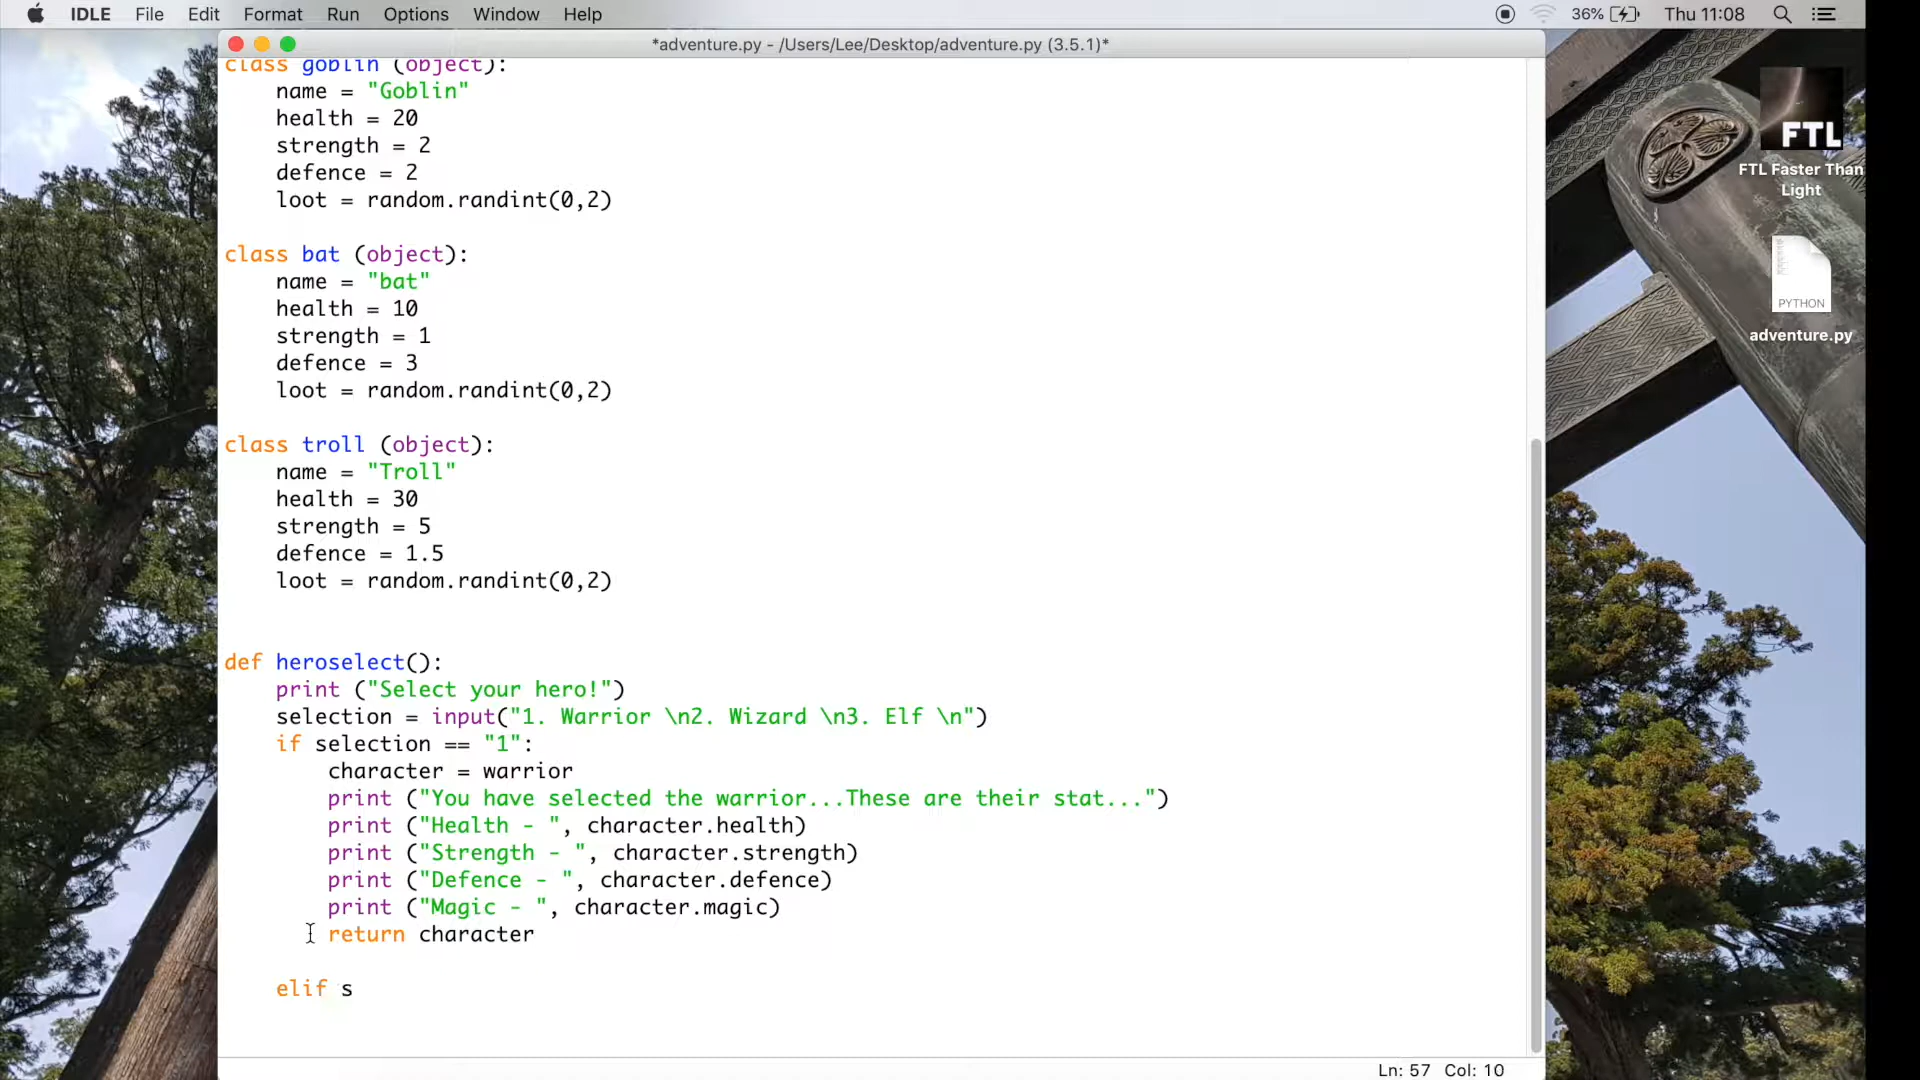 IDLE File Edit Format Run Options Window Help 36% Thu 11:08
*adventure.py - /Users/Lee/Desktop/adventure.py (3.5.1)*
class goblin (object):
    name = "Goblin"
    health = 20
    strength = 2
    defence = 2
    loot = random.randint(0,2)
class bat (object):
    name = "bat"
    health = 10
    strength = 1
    defence = 3
    loot = random.randint(0,2)
class troll (object):
    name = "Troll"
    health = 30
    strength = 5
    defence = 1.5
    loot = random.randint(0,2)
def heroselect():
    print ("Select your hero!")
    selection = input("1. Warrior \n2. Wizard \n3. Elf \n")
    if selection == "1":
        character = warrior
        print ("You have selected the warrior...These are their stat...")
        print ("Health - ", character.health)
        print ("Strength - ", character.strength)
        print ("Defence - ", character.defence)
        print ("Magic - ", character.magic)
        return character
    elif s
Ln: 57 Col: 10
FTL
FTL Faster Than
Light
PYTHON
adventure.py